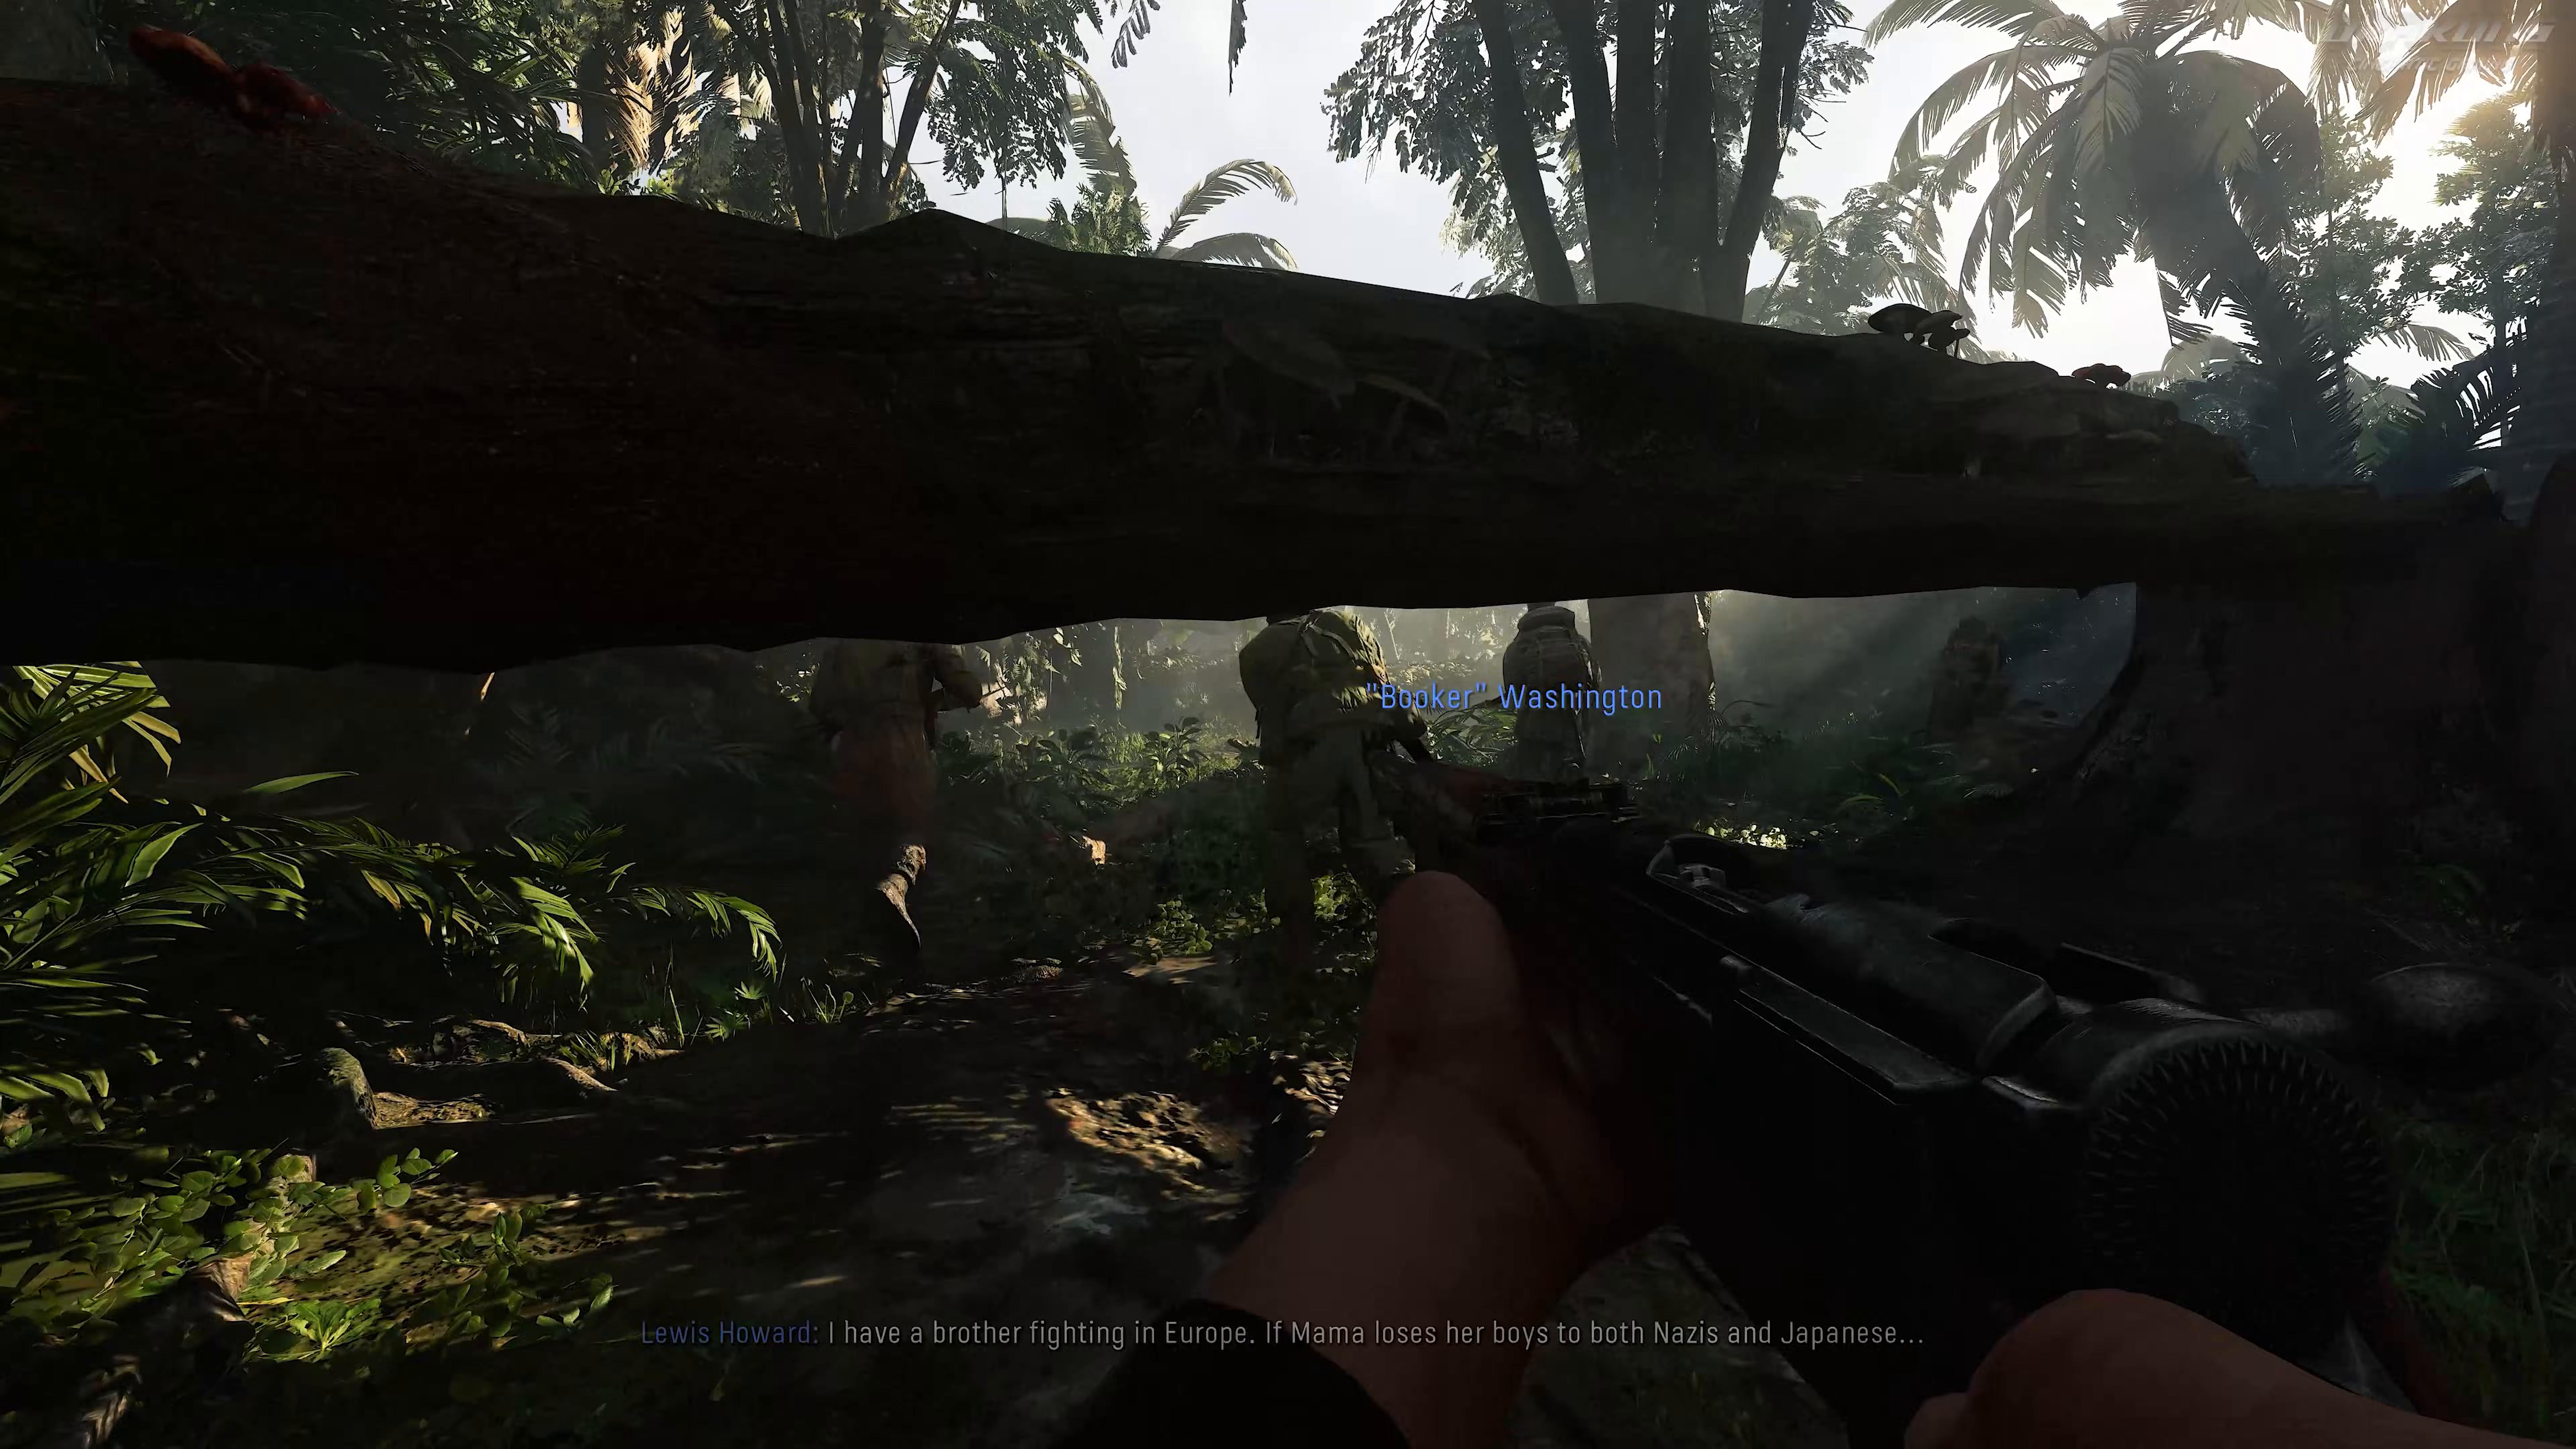 "Booker" Washington
Lewis Howard: I have a brother fighting in Europe. If Mama loses her boys to both Nazis and Japanese...